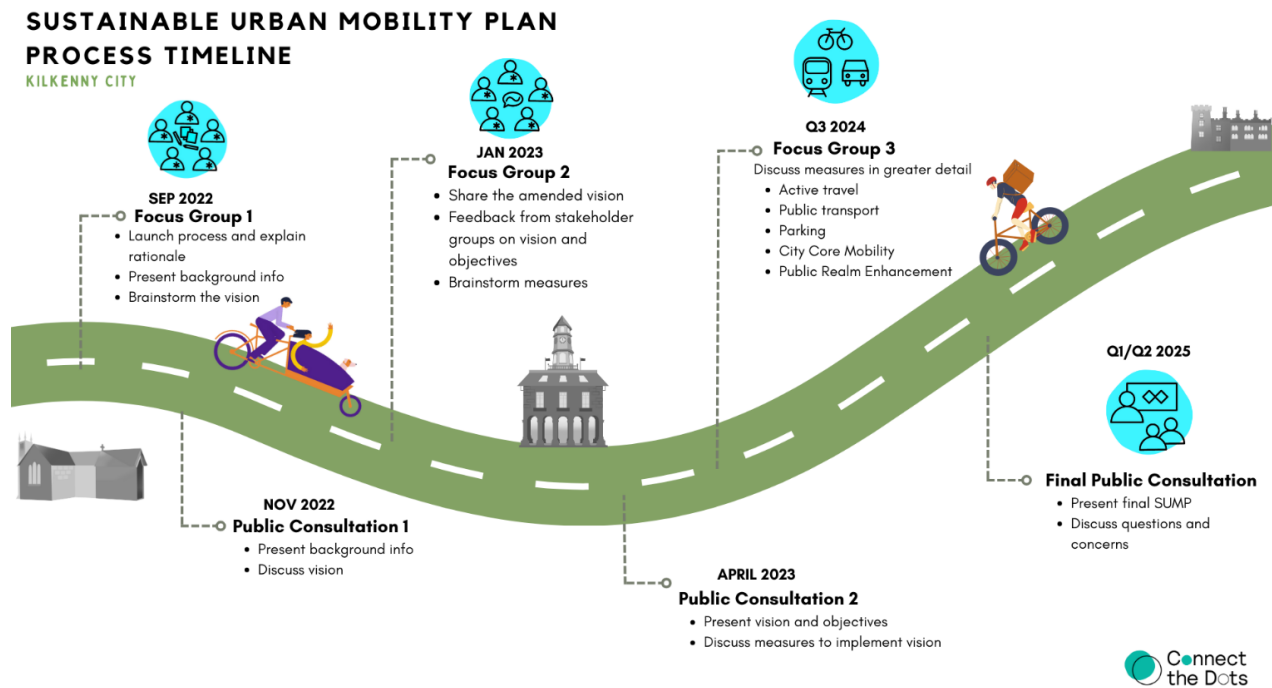 SUSTAINABLE URBAN MOBILITY PLAN
PROCESS TIMELINE
KILKENNY CITY
SEP 2022
Focus Group 1
• Launch process and explain
rationale
• Present background info
• Brainstorm the vision
NOV 2022
Public Consultation 1
• Present background info
• Discuss vision
JAN 2023
Focus Group 2
• Share the amended vision
• Feedback from stakeholder
groups on vision and
objectives
• Brainstorm measures
APRIL 2023
Public Consultation 2
• Present vision and objectives
• Discuss measures to implement vision
Q3 2024
Focus Group 3
Discuss measures in greater detail
• Active travel
• Public transport
• Parking
• City Core Mobility
• Public Realm Enhancement
Q1/Q2 2025
Final Public Consultation
• Present final SUMP
• Discuss questions and
concerns
Connect
the Dots